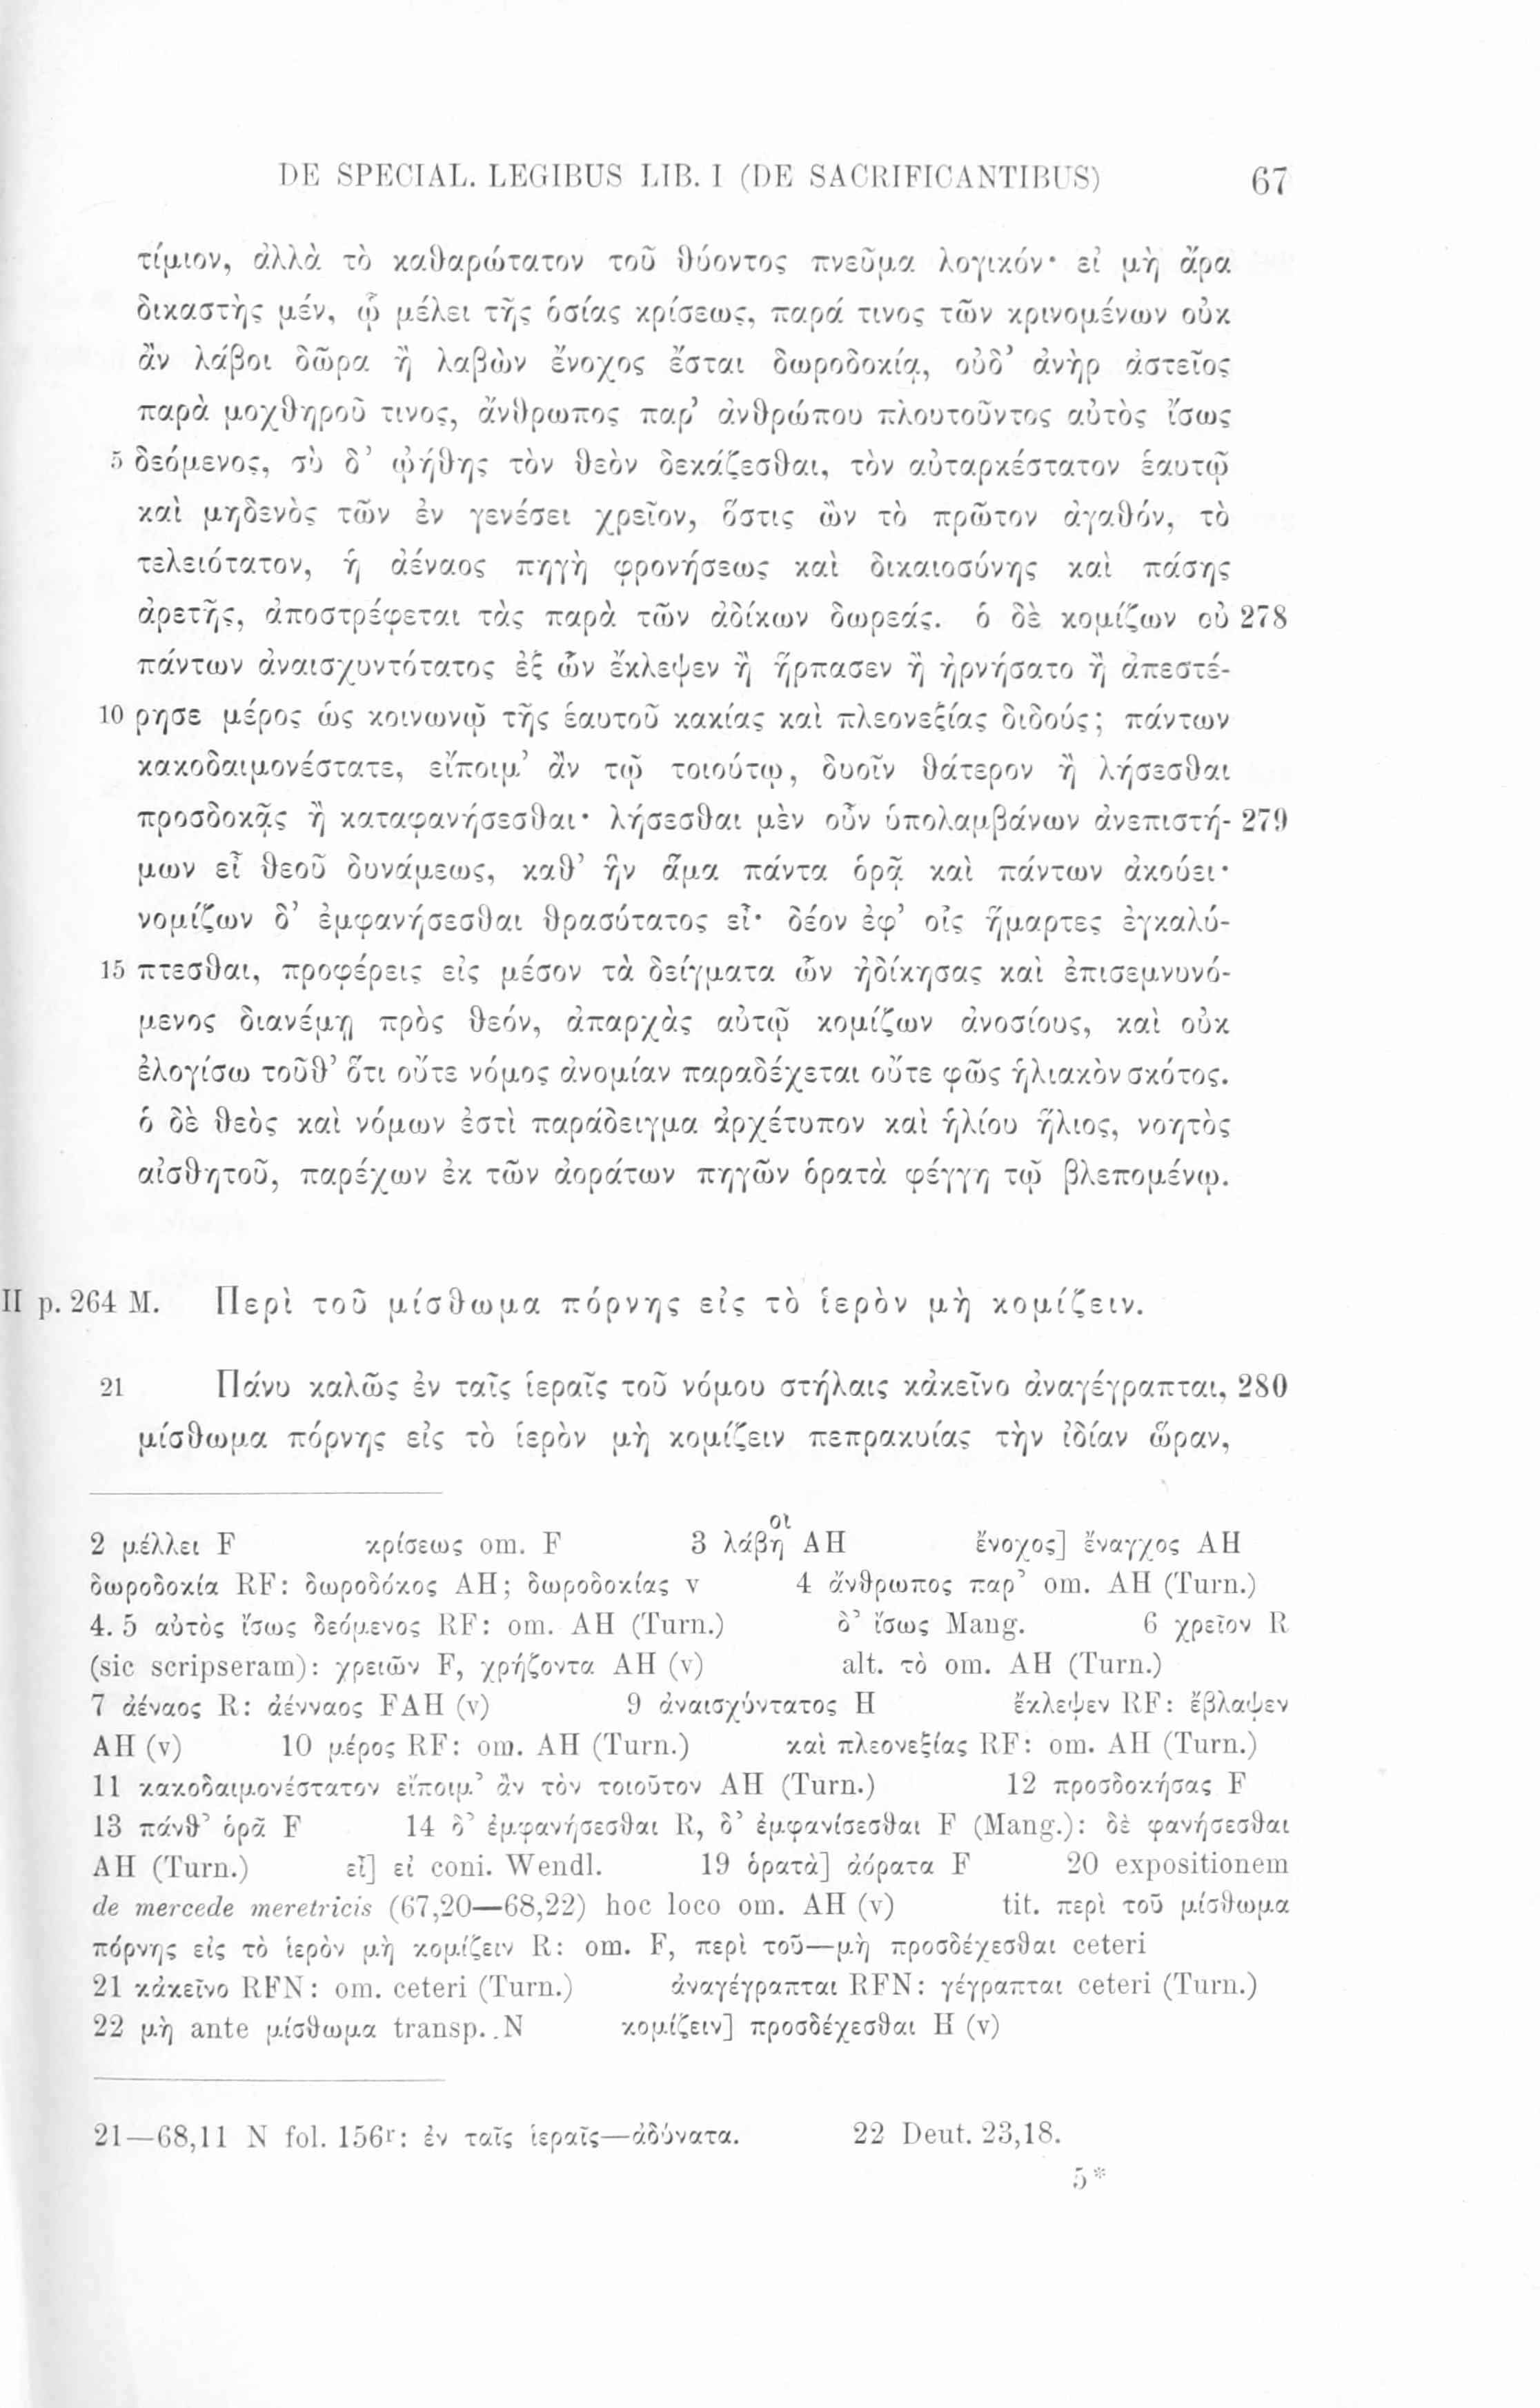 DE SPECIAL. LEGIBUS LIB. I (DE SACRIFICANTIBUS) 67
τίμιον, ἀλλὰ τὸ καθαρώτατον τοῦ θύοντος πνεῦμα λογικόν· εἰ μὴ ἄρα
δικαστὴς μέν, ᾧ μέλει τῆς ὁσίας κρίσεως, παρά τινος τῶν κρινομένων οὐκ
ἂν λάβοι δῶρα ἢ λαβὼν ἔνοχος ἔσται δωροδοκίᾳ, οὐδ’ ἀνὴρ ἀστεῖος
παρὰ μοχθηροῦ τινος, ἄνθρωπος παρ’ ἀνθρώπου πλουτοῦντος αὐτὸς ἴσως
5 δεόμενος, σὺ δ’ ᾠήθης τὸν θεὸν δεκάζεσθαι, τὸν αὐταρκέστατον ἑαυτῷ
καὶ μηδενὸς τῶν ἐν γενέσει χρεῖον, ὅστις ὢν τὸ πρῶτον ἀγαθόν, τὸ
τελειότατον, ἡ ἀέναος πηγὴ φρονήσεως καὶ δικαιοσύνης καὶ πάσης
ἀρετῆς, ἀποστρέφεται τὰς παρὰ τῶν ἀδίκων δωρεάς. ὁ δὲ κομίζων οὐ 278
πάντων ἀναισχυντότατος ἐξ ὧν ἔκλεψεν ἢ ἥρπασεν ἢ ἠρνήσατο ἢ ἀπεστέ-
10 ρησε μέρος ὡς κοινωνῷ τῆς ἑαυτοῦ κακίας καὶ πλεονεξίας διδούς; πάντων
κακοδαιμονέστατε, εἴποιμ’ ἂν τῷ τοιούτῳ, δυοῖν θάτερον ἢ λήσεσθαι
προσδοκᾷς ἢ καταφανήσεσθαι· λήσεσθαι μὲν οὖν ὑπολαμβάνων ἀνεπιστή- 279
μων εἶ θεοῦ δυνάμεως, καθ’ ἣν ἅμα πάντα ὁρᾷ καὶ πάντων ἀκούει·
νομίζων δ’ ἐμφανήσεσθαι θρασύτατος εἶ· δέον ἐφ’ οἷς ἥμαρτες ἐγκαλύ-
15 πτεσθαι, προφέρεις εἰς μέσον τὰ δείγματα ὧν ἠδίκησας καὶ ἐπισεμνυνό-
μενος διανέμῃ πρὸς θεόν, ἀπαρχὰς αὐτῷ κομίζων ἀνοσίους, καὶ οὐκ
ἐλογίσω τοῦθ’ ὅτι οὔτε νόμος ἀνομίαν παραδέχεται οὔτε φῶς ἡλιακὸν σκότος.
ὁ δὲ θεὸς καὶ νόμων ἐστὶ παράδειγμα ἀρχέτυπον καὶ ἡλίου ἥλιος, νοητὸς
αἰσθητοῦ, παρέχων ἐκ τῶν ἀοράτων πηγῶν ὁρατὰ φέγγη τῷ βλεπομένῳ.
II p. 264 M. Περὶ τοῦ μίσθωμα πόρνης εἰς τὸ ἱερὸν μὴ κομίζειν.
21 Πάνυ καλῶς ἐν ταῖς ἱεραῖς τοῦ νόμου στήλαις κἀκεῖνο ἀναγέγραπται, 280
μίσθωμα πόρνης εἰς τὸ ἱερὸν μὴ κομίζειν πεπρακυίας τὴν ἰδίαν ὥραν,
2 μέλλει F κρίσεως om. F 3 λάβη οι AH ἔνοχος] ἔναγχος AH
δωροδοκία RF: δωροδόκος AH; δωροδοκίας v 4 ἄνθρωπος παρ’ om. AH (Turn.)
4. 5 αὐτὸς ἴσως δεόμενος RF: om. AH (Turn.) δ’ ἴσως Mang. 6 χρεῖον R
(sic scripseram): χρειῶν F, χρήζοντα AH (v) alt. τὸ om. AH (Turn.)
7 ἀέναος R: ἀένναος FAH (v) 9 ἀναισχύντατος H ἔκλεψεν RF: ἔβλαψεν
AH (v) 10 μέρος RF: om. AH (Turn.) καὶ πλεονεξίας RF: om. AH (Turn.)
11 κακοδαιμονέστατον εἴποιμ’ ἂν τὸν τοιοῦτον AH (Turn.) 12 προσδοκήσας F
13 πάνθ’ ὁρᾶ F 14 δ’ ἐμφανήσεσθαι R, δ’ ἐμφανίσεσθαι F (Mang.): δὲ φανήσεσθαι
AH (Turn.) εἶ] εἰ coni. Wendl. 19 ὁρατὰ] ἀόρατα F 20 expositionem
de mercede meretricis (67,20—68,22) hoc loco om. AH (v) tit. περὶ τοῦ μίσθωμα
πόρνης εἰς τὸ ἱερὸν μὴ κομίζειν R: om. F, περὶ τοῦ—μὴ προσδέχεσθαι ceteri
21 κἀκεῖνο RFN: om. ceteri (Turn.) ἀναγέγραπται RFN: γέγραπται ceteri (Turn.)
22 μὴ ante μίσθωμα transp. N κομίζειν] προσδέχεσθαι H (v)
21—68,11 N fol. 156r: ἐν ταῖς ἱεραῖς—ἀδύνατα. 22 Deut. 23,18.
5*